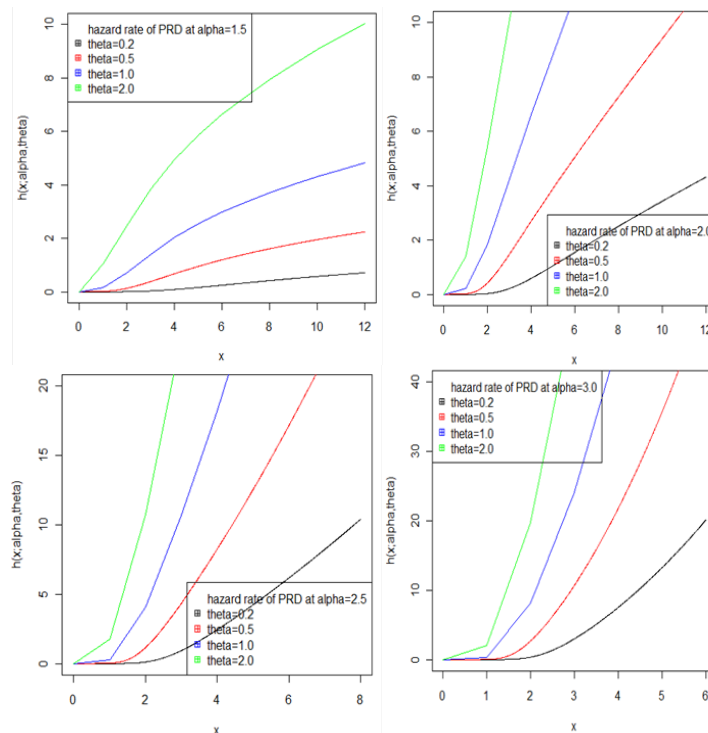 hazard rate of PRD at alpha=1.5
theta=0.2
theta=0.5
theta=1.0
theta=2.0
h(x;alpha,theta)
0 2 4 6 8 10
0 2 4 6 8 10 12
x
hazard rate of PRD at alpha=2.0
theta=0.2
theta=0.5
theta=1.0
theta=2.0
h(x;alpha,theta)
0 2 4 6 8 10
0 2 4 6 8 10 12
x
hazard rate of PRD at alpha=2.5
theta=0.2
theta=0.5
theta=1.0
theta=2.0
h(x;alpha,theta)
0 5 10 15 20
0 2 4 6 8
x
hazard rate of PRD at alpha=3.0
theta=0.2
theta=0.5
theta=1.0
theta=2.0
h(x;alpha,theta)
0 10 20 30 40
0 1 2 3 4 5 6
x